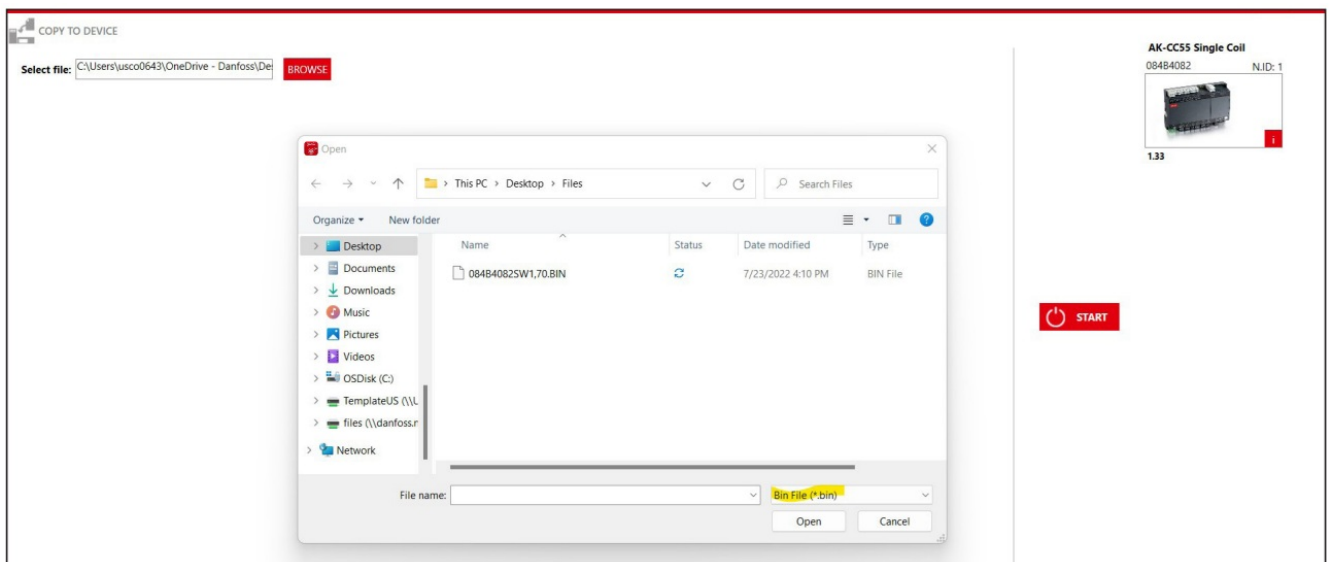 COPY TO DEVICE
Select file: C:\Users\usco0643\OneDrive - Danfoss\De
BROWSE
AK-CC55 Single Coil
084B4082 N.ID: 1
i
1.33
Open
This PC > Desktop > Files
Search Files
Organize New folder
?
Name Status Date modified Type
084B4082SW1,70.BIN 7/23/2022 4:10 PM BIN File
Desktop
Documents
Downloads
Music
Pictures
Videos
OSDisk (C:)
TemplateUS (\\L
files (\\danfoss.r
Network
START
File name: Bin File (*.bin)
Open Cancel